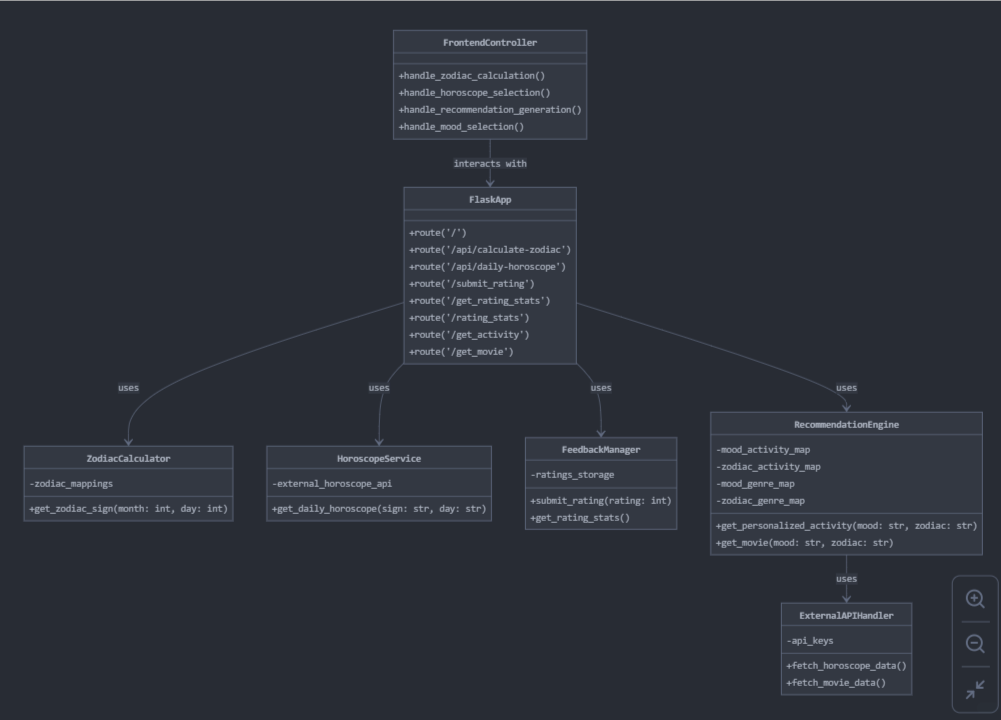 FrontendController
+handle_zodiac_calculation()
+handle_horoscope_selection()
+handle_recommendation_generation()
+handle_mood_selection()
interacts with
FlaskApp
+route('/')
+route('/api/calculate-zodiac')
+route('/api/daily-horoscope')
+route('/submit_rating')
+route('/get_rating_stats')
+route('/rating_stats')
+route('/get_activity')
+route('/get_movie')
uses
uses
uses
uses
ZodiacCalculator
-zodiac_mappings
+get_zodiac_sign(month: int, day: int)
HoroscopeService
-external_horoscope_api
+get_daily_horoscope(sign: str, day: str)
FeedbackManager
-ratings_storage
+submit_rating(rating: int)
+get_rating_stats()
RecommendationEngine
-mood_activity_map
-zodiac_activity_map
-mood_genre_map
-zodiac_genre_map
+get_personalized_activity(mood: str, zodiac: str)
+get_movie(mood: str, zodiac: str)
uses
ExternalAPIHandler
-api_keys
+fetch_horoscope_data()
+fetch_movie_data()